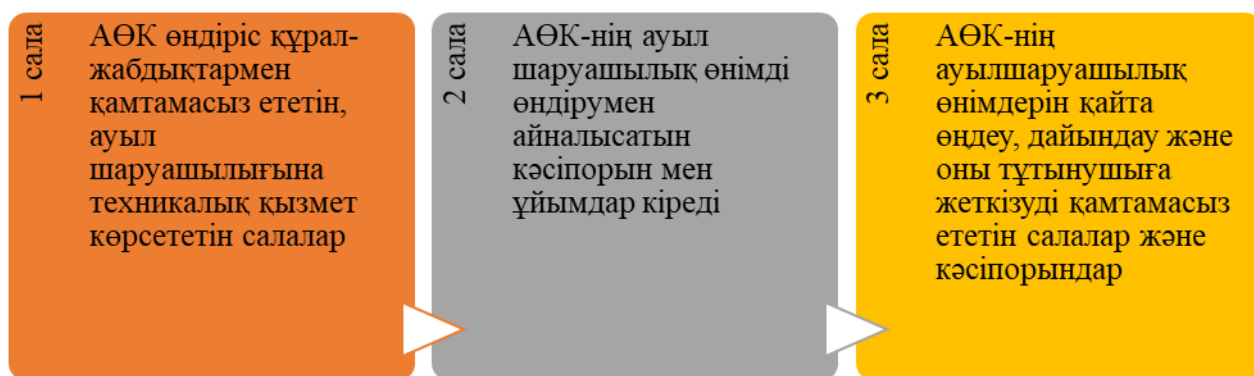 1 сала
АӨК өндіріс құрал-
жабдықтармен
қамтамасыз ететін,
ауыл
шаруашылығына
техникалық қызмет
көрсететін салалар
2 сала
АӨК-нің ауыл
шаруашылық өнімді
өндірумен
айналысатын
кәсіпорын мен
ұйымдар кіреді
3 сала
АӨК-нің
ауылшаруашылық
өнімдерін қайта
өңдеу, дайындау және
оны тұтынушыға
жеткізуді қамтамасыз
ететін салалар және
кәсіпорындар